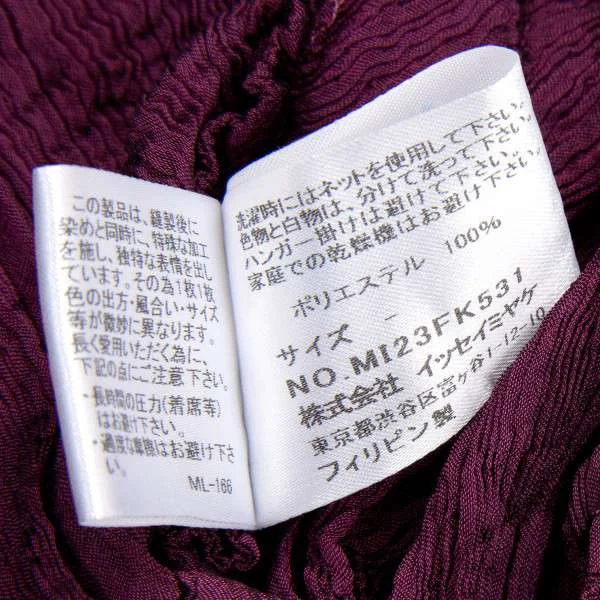 この製品は、縫製後に
染めと同時に、特殊な加工
を施し、独特な表情を出し
ています。その為1枚1枚
色の出方・風合い・サイズ
等が微妙に異なります。
長く愛用いただく為に、
下記の点にご注意下さい。
・長時間の圧力(着席等)
はお避け下さい。
・過度な摩擦はお避け下さい
ML-166
洗濯時にはネットを使用して下さい。
色物と白物は、分けて洗って下さい。
ハンガー掛けは避けて下さい。
家庭での乾燥機はお避け下さい
ポリエステル 100%
サイズ -
NO.MI23FK531
株式会社 イッセイミヤケ
東京都渋谷区富ヶ谷1-12-10
フィリピン製